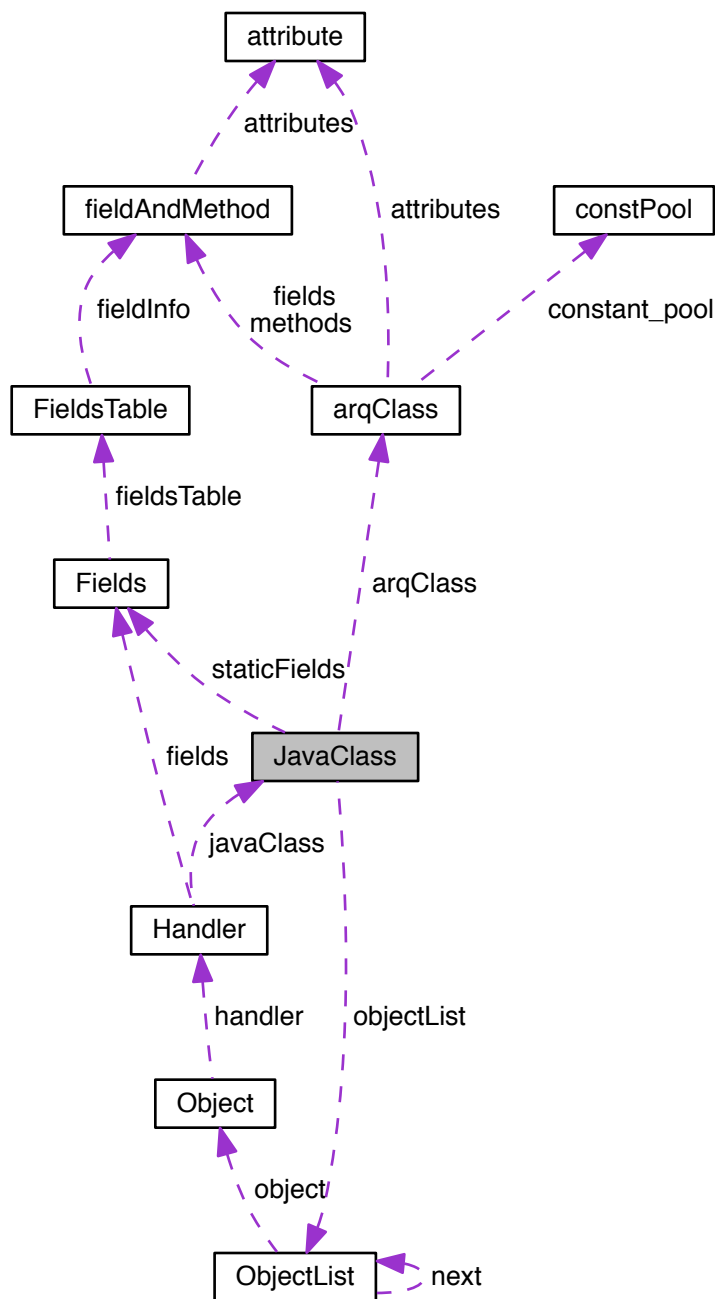 attribute
attributes
fieldAndMethod
attributes
constPool
fieldInfo
fields
methods
constant_pool
FieldsTable
arqClass
fieldsTable
Fields
arqClass
staticFields
fields
JavaClass
javaClass
Handler
handler
objectList
Object
object
ObjectList
next